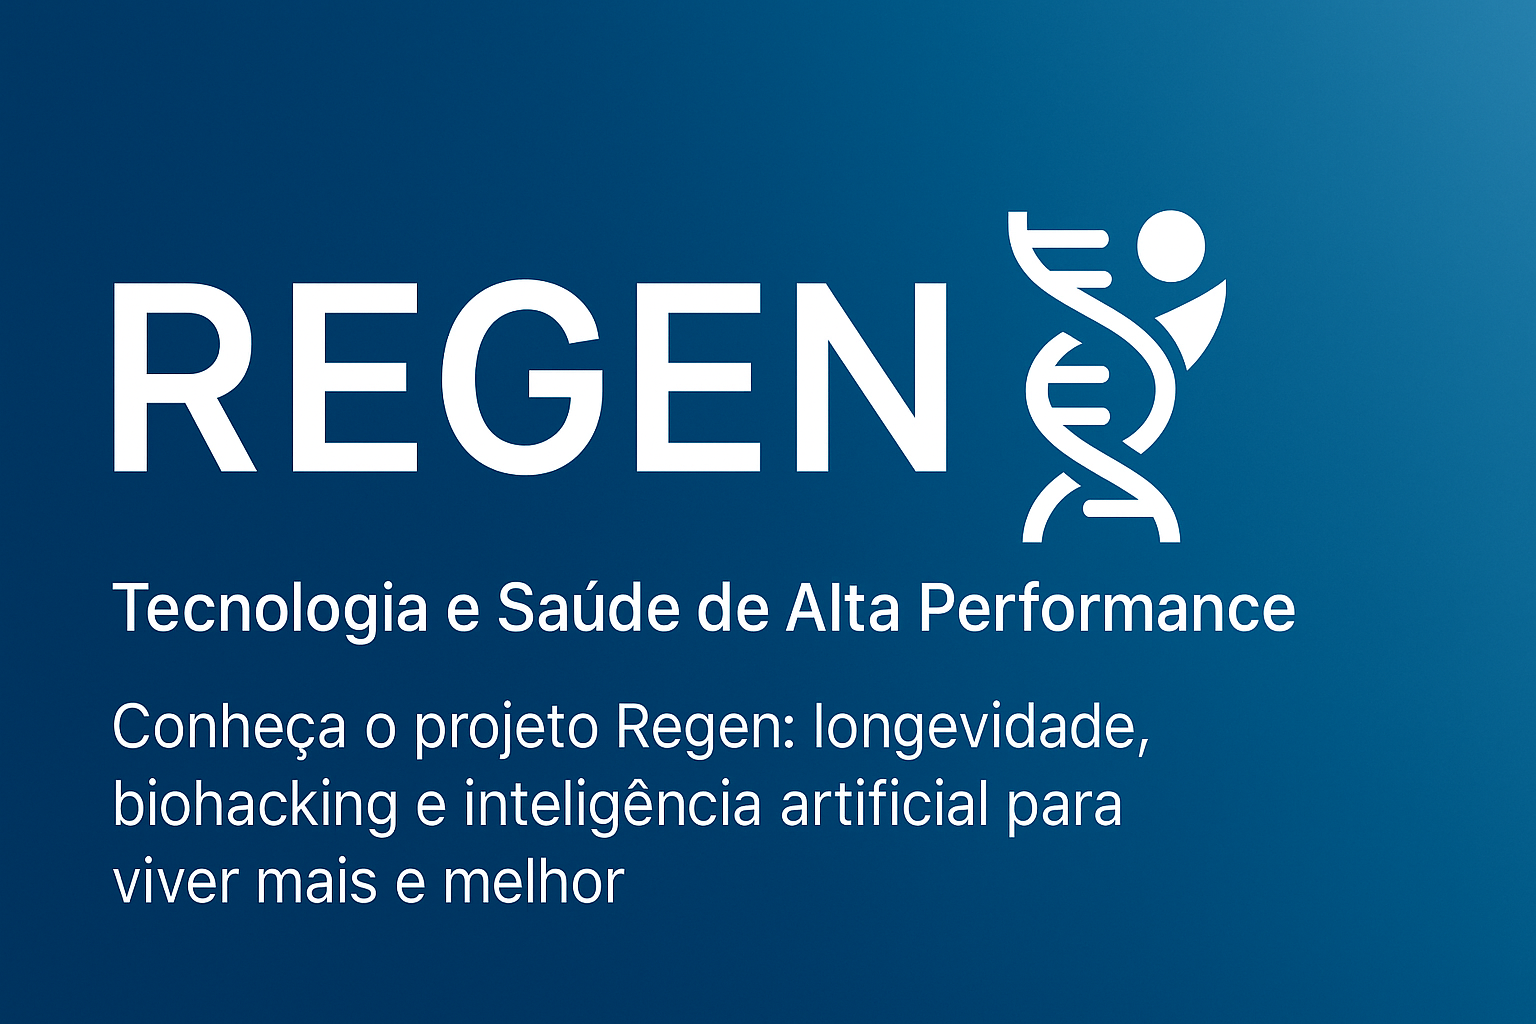 REGEN
Tecnologia e Saúde de Alta Performance
Conheça o projeto Regen: longevidade,
biohacking e inteligência artificial para
viver mais e melhor